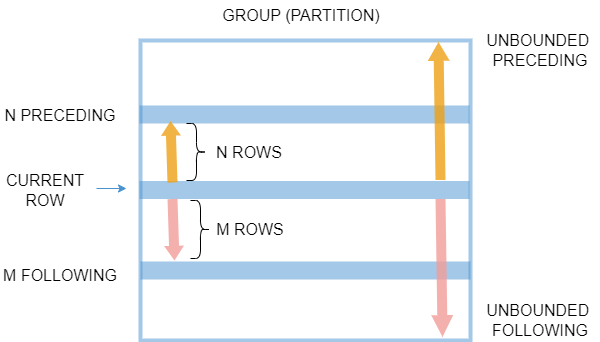 GROUP (PARTITION)
UNBOUNDED
PRECEDING
N PRECEDING
N ROWS
CURRENT
ROW
M ROWS
M FOLLOWING
UNBOUNDED
FOLLOWING